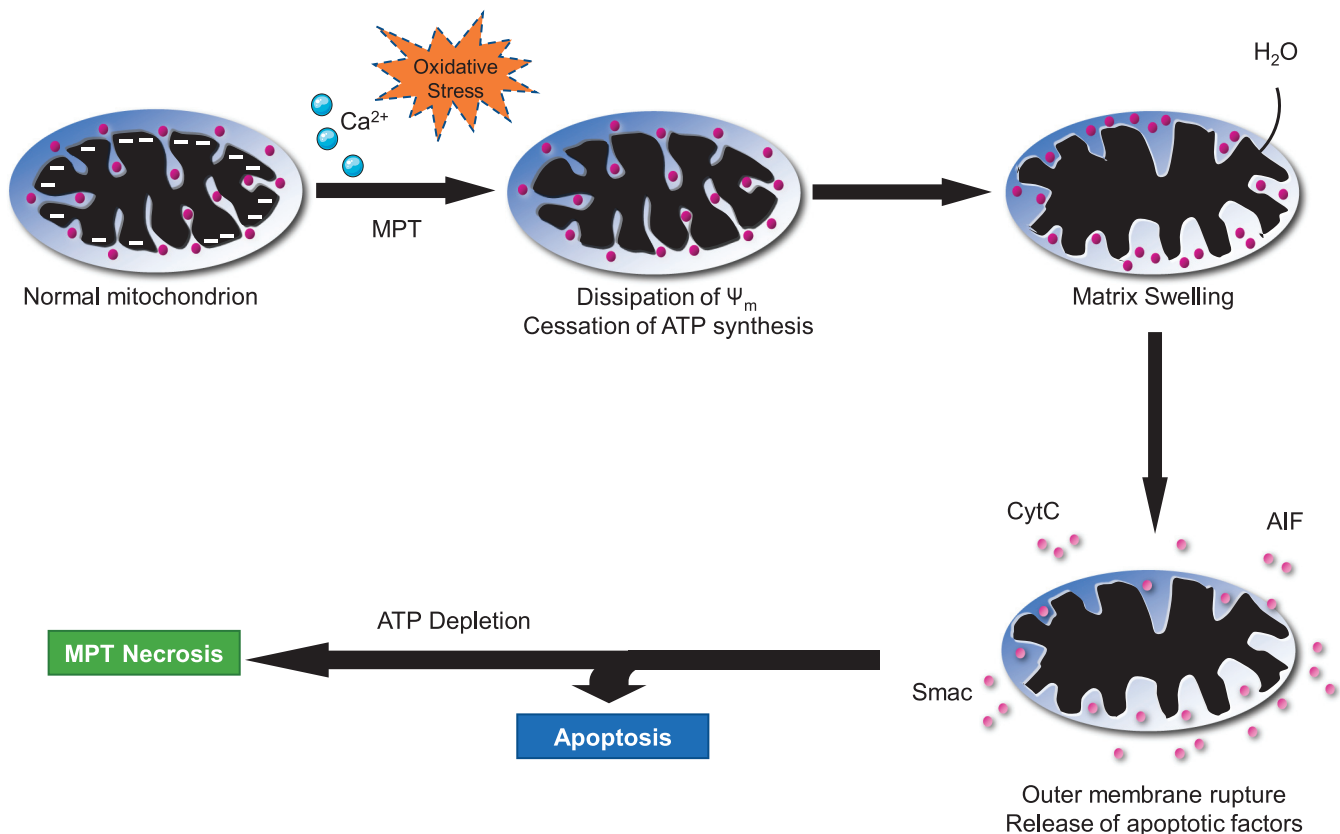 Oxidative
Stress
Ca²⁺
H₂O
MPT
Normal mitochondrion
Dissipation of Ψₘ
Cessation of ATP synthesis
Matrix Swelling
CytC
AIF
ATP Depletion
MPT Necrosis
Smac
Apoptosis
Outer membrane rupture
Release of apoptotic factors